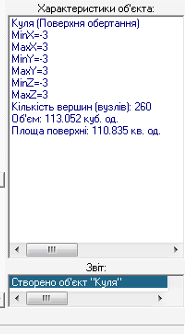 Характеристики об'єкта:
Куля (Поверхня обертання)
MinX=-3
MaxX=3
MinY=-3
MaxY=3
MinZ=-3
MaxZ=3
Кількість вершин (вузлів): 260
Об'єм: 113.052 куб. од.
Площа поверхні: 110.835 кв. од.
Звіт:
Створено об'єкт "Куля"